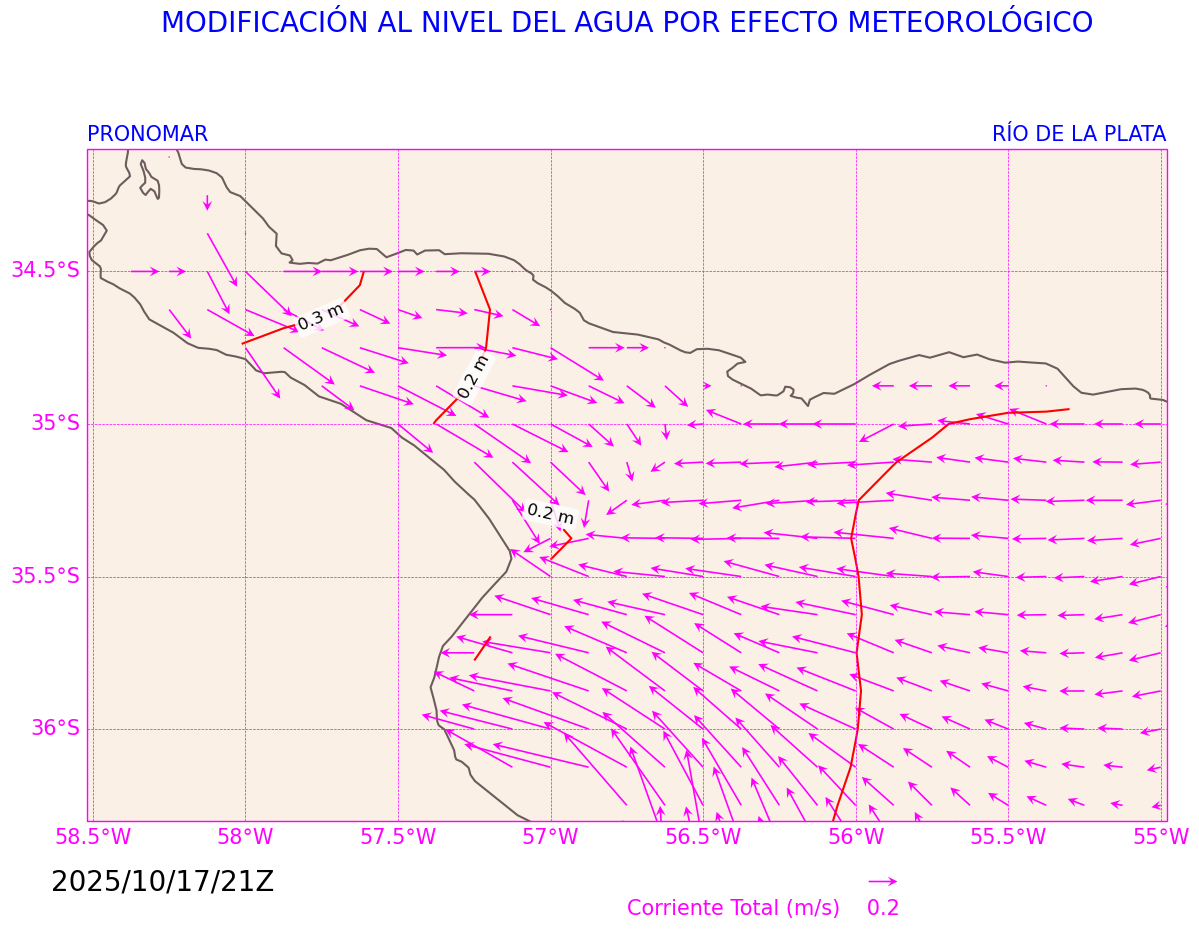 MODIFICACIÓN AL NIVEL DEL AGUA POR EFECTO METEOROLÓGICO
PRONOMAR RÍO DE LA PLATA
34.5°S
0.3 m
0.2 m
35°S
0.2 m
35.5°S
36°S
58.5°W 58°W 57.5°W 57°W 56.5°W 56°W 55.5°W 55°W
2025/10/17/21Z
Corriente Total (m/s) 0.2